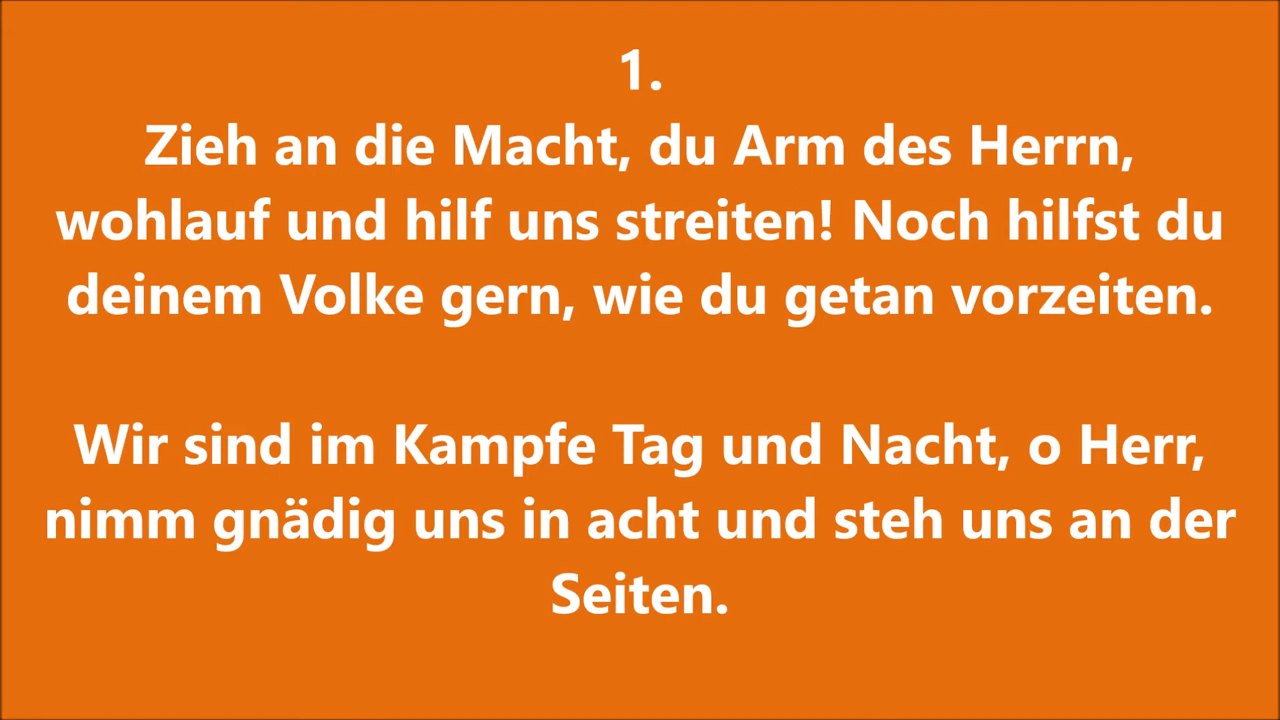 1.
Zieh an die Macht, du Arm des Herrn,
wohlauf und hilf uns streiten! Noch hilfst du
deinem Volke gern, wie du getan vorzeiten.
Wir sind im Kampfe Tag und Nacht, o Herr,
nimm gnädig uns in acht und steh uns an der
Seiten.